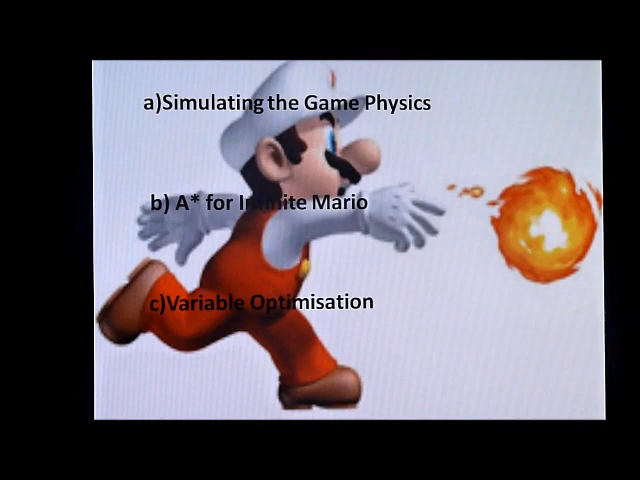 a)Simulating the Game Physics
b) A* for Infinite Mario
c)Variable Optimisation